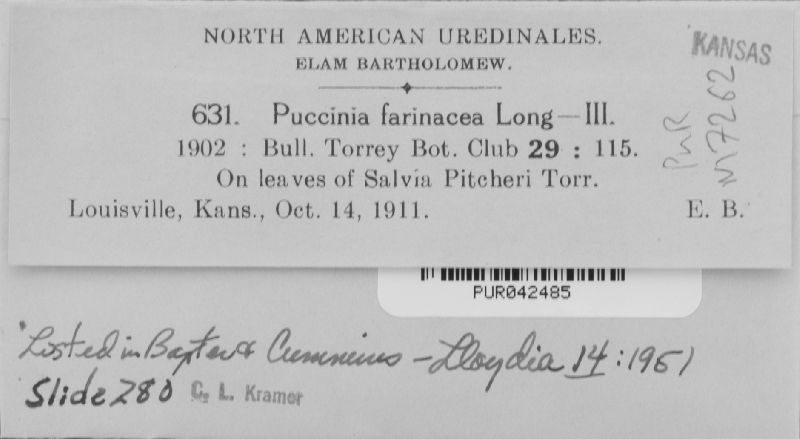 NORTH AMERICAN UREDINALES.
ELAM BARTHOLOMEW.
KANSAS
631. Puccinia farinacea Long—III.
1902 : Bull. Torrey Bot. Club 29 : 115.
On leaves of Salvia Pitcheri Torr.
Louisville, Kans., Oct. 14, 1911.
E. B.
PUR
N7262
PUR042485
Listed in Baxter & Cummins – Lloydia 14 : 1951
Slide 280 C. L. Kramer